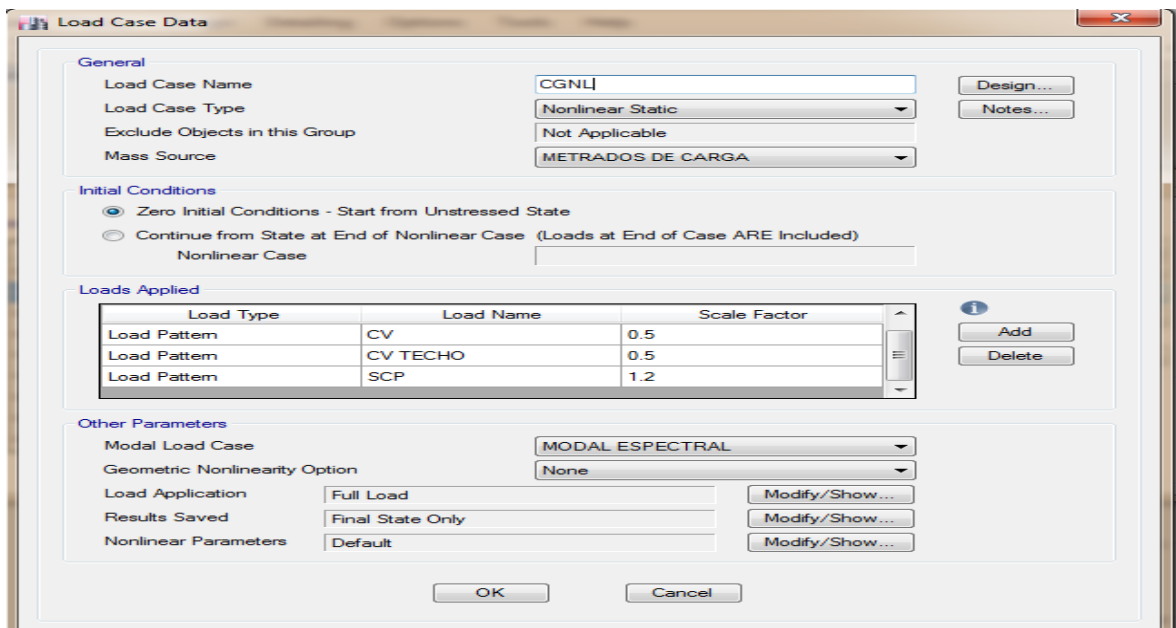 Load Case Data
General
Load Case Name CGNL Design...
Load Case Type Nonlinear Static Notes...
Exclude Objects in this Group Not Applicable
Mass Source METRADOS DE CARGA
Initial Conditions
Zero Initial Conditions - Start from Unstressed State
Continue from State at End of Nonlinear Case (Loads at End of Case ARE Included)
Nonlinear Case
Loads Applied
Load Type Load Name Scale Factor
Load Pattern CV 0.5 Add
Load Pattern CV TECHO 0.5 Delete
Load Pattern SCP 1.2
Other Parameters
Modal Load Case MODAL ESPECTRAL
Geometric Nonlinearity Option None
Load Application Full Load Modify/Show...
Results Saved Final State Only Modify/Show...
Nonlinear Parameters Default Modify/Show...
OK Cancel